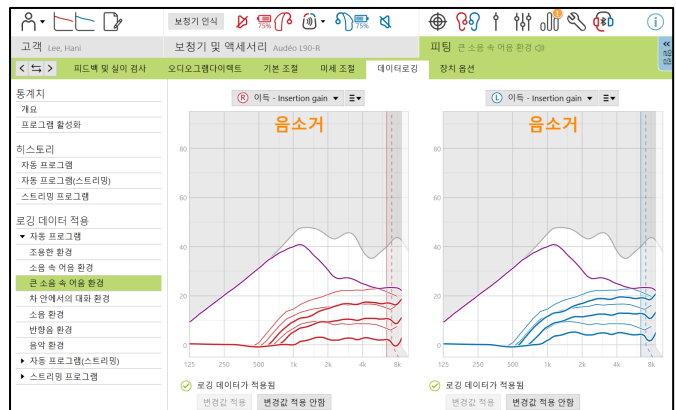 보청기 인식
75%
75%
고객 Lee, Hani
보청기 및 액세서리 Audéo L90-R
피팅 큰 소음 속 어음 환경
피드백 및 실이 검사 오디오그램다이렉트 기본 조절 미세 조절 데이터로깅 장치 옵션
통계치
개요
프로그램 활성화
히스토리
자동 프로그램
자동 프로그램(스트리밍)
스트리밍 프로그램
로깅 데이터 적용
자동 프로그램
조용한 환경
소음 속 어음 환경
큰 소음 속 어음 환경
차 안에서의 대화 환경
소음 환경
반향음 환경
음악 환경
자동 프로그램(스트리밍)
스트리밍 프로그램
R 이득 - Insertion gain
음소거
80
60
40
20
0
125 250 500 1k 2k 4k 8k
로깅 데이터가 적용됨
변경값 적용 변경값 적용 안함
L 이득 - Insertion gain
음소거
80
60
40
20
0
125 250 500 1k 2k 4k 8k
로깅 데이터가 적용됨
변경값 적용 변경값 적용 안함